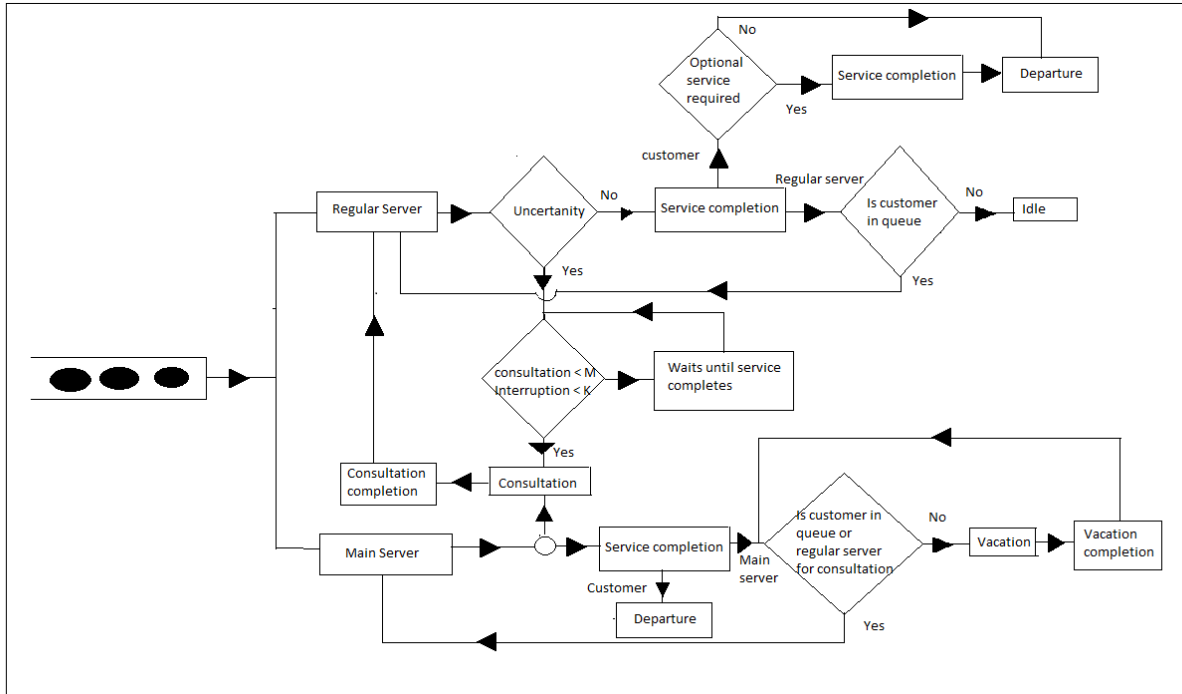 No
Optional
service
required
Service completion
Departure
Yes
customer
Regular server
Regular Server
Uncertanity
No
Service completion
Is customer
in queue
No
Idle
Yes
Yes
consultation < M
Interruption < K
Waits until service
completes
Yes
Consultation
completion
Consultation
Main Server
Service completion
Main
server
Is customer in
queue or
regular server
for consultation
No
Vacation
Vacation
completion
Customer
Departure
Yes